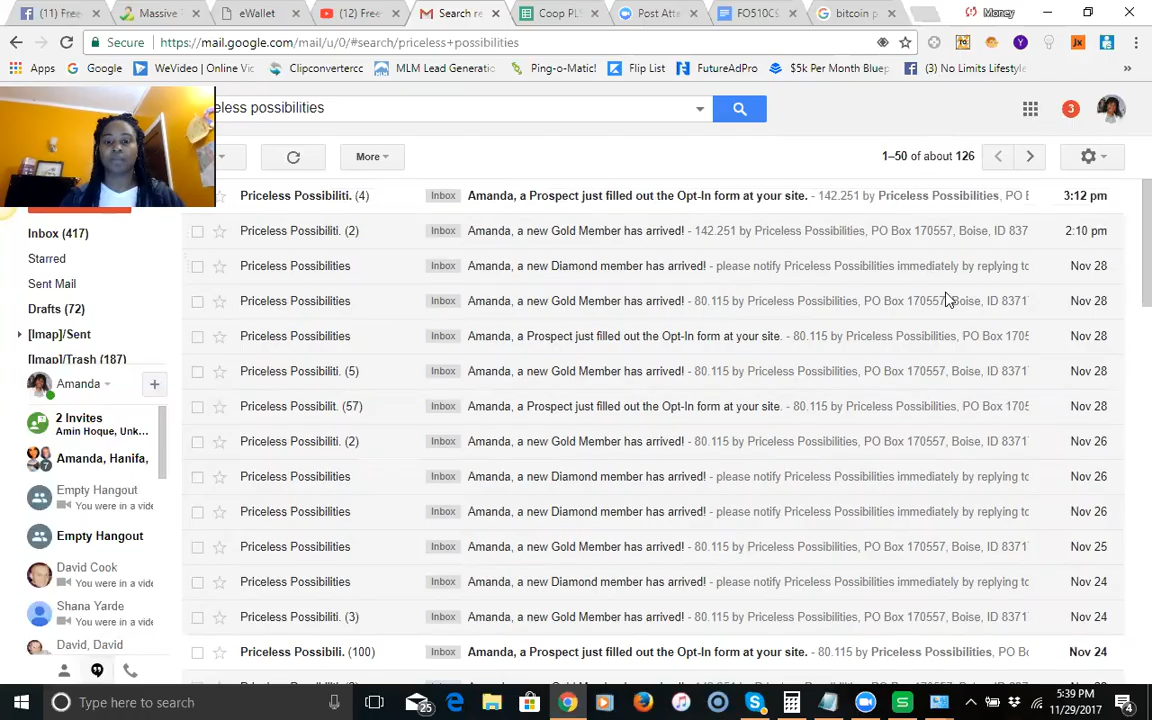 (3) Free
Massive
eWallet
(12) Free
Search re
Coop PL
Post Atte
FO510C
bitcoin p
Money
Secure https://mail.google.com/mail/u/0/#search/priceless+possibilities
Apps Google WeVideo | Online Vic Clipconvertercc MLM Lead Generatio Ping-o-Matic! Flip List FutureAdPro $5k Per Month Bluep (3) No Limits Lifestyle
eless possibilities
3
More
1–50 of about 126
Inbox (417)
Starred
Sent Mail
Drafts (72)
[Imap]/Sent
[Imap]/Trash (187)
Amanda
2 Invites
Amin Hoque, Unk...
Amanda, Hanifa,
7
Empty Hangout
You were in a vide
Empty Hangout
David Cook
You were in a vide
Shana Yarde
You were in a vide
David, David
Priceless Possibiliti. (4) Inbox Amanda, a Prospect just filled out the Opt-In form at your site. - 142.251 by Priceless Possibilities, PO E 3:12 pm
Priceless Possibiliti. (2) Inbox Amanda, a new Gold Member has arrived! - 142.251 by Priceless Possibilities, PO Box 170557, Boise, ID 837 2:10 pm
Priceless Possibilities Inbox Amanda, a new Diamond member has arrived! - please notify Priceless Possibilities immediately by replying to Nov 28
Priceless Possibilities Inbox Amanda, a new Gold Member has arrived! - 80.115 by Priceless Possibilities, PO Box 170557, Boise, ID 8371 Nov 28
Priceless Possibilities Inbox Amanda, a Prospect just filled out the Opt-In form at your site. - 80.115 by Priceless Possibilities, PO Box 1705 Nov 28
Priceless Possibiliti. (5) Inbox Amanda, a new Gold Member has arrived! - 80.115 by Priceless Possibilities, PO Box 170557, Boise, ID 8371 Nov 28
Priceless Possibilit. (57) Inbox Amanda, a Prospect just filled out the Opt-In form at your site. - 80.115 by Priceless Possibilities, PO Box 1705 Nov 28
Priceless Possibiliti. (2) Inbox Amanda, a new Gold Member has arrived! - 80.115 by Priceless Possibilities, PO Box 170557, Boise, ID 8371 Nov 26
Priceless Possibilities Inbox Amanda, a new Diamond member has arrived! - please notify Priceless Possibilities immediately by replying to Nov 26
Priceless Possibilities Inbox Amanda, a new Diamond member has arrived! - please notify Priceless Possibilities immediately by replying to Nov 26
Priceless Possibilities Inbox Amanda, a new Gold Member has arrived! - 80.115 by Priceless Possibilities, PO Box 170557, Boise, ID 8371 Nov 25
Priceless Possibilities Inbox Amanda, a new Diamond member has arrived! - please notify Priceless Possibilities immediately by replying to Nov 24
Priceless Possibiliti. (3) Inbox Amanda, a new Gold Member has arrived! - 80.115 by Priceless Possibilities, PO Box 170557, Boise, ID 8371 Nov 24
Priceless Possibili. (100) Inbox Amanda, a Prospect just filled out the Opt-In form at your site. - 80.115 by Priceless Possibilities, PO Bo Nov 24
Type here to search
25
5:39 PM
11/29/2017
4